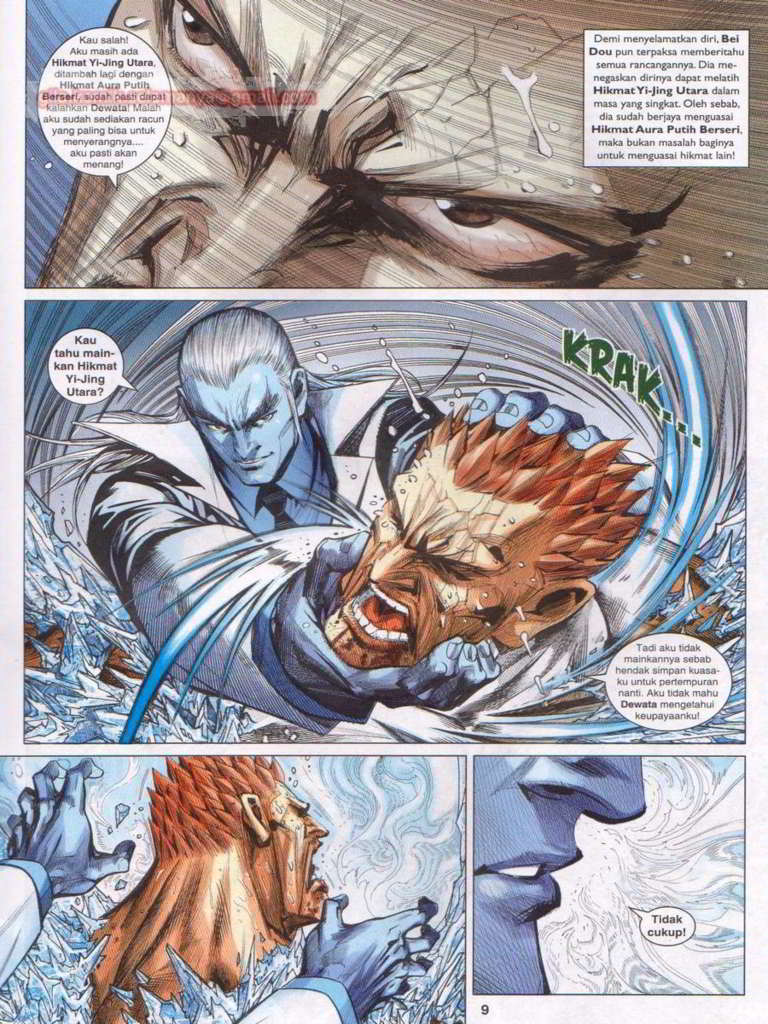 Kau salah!
Aku masih ada
Hikmat Yi-Jing Utara,
ditambah lagi dengan
Hikmat Aura Putih
Berseri, sudah pasti dapat
kalahkan Dewata! Malah
aku sudah sediakan racun
yang paling bisa untuk
menyerangnya....
aku pasti akan
menang!
Demi menyelamatkan diri, Bei
Dou pun terpaksa memberitahu
semua rancangannya. Dia me-
negaskan dirinya dapat melatih
Hikmat Yi-Jing Utara dalam
masa yang singkat. Oleh sebab,
dia sudah berjaya menguasai
Hikmat Aura Putih Berseri,
maka bukan masalah baginya
untuk menguasai hikmat lain!
Kau
tahu main-
kan Hikmat
Yi-Jing
Utara?
KRAK...
Tadi aku tidak
mainkannya sebab
hendak simpan kuasa-
ku untuk pertempuran
nanti. Aku tidak mahu
Dewata mengetahui
keupayaanku!
Tidak
cukup!
9